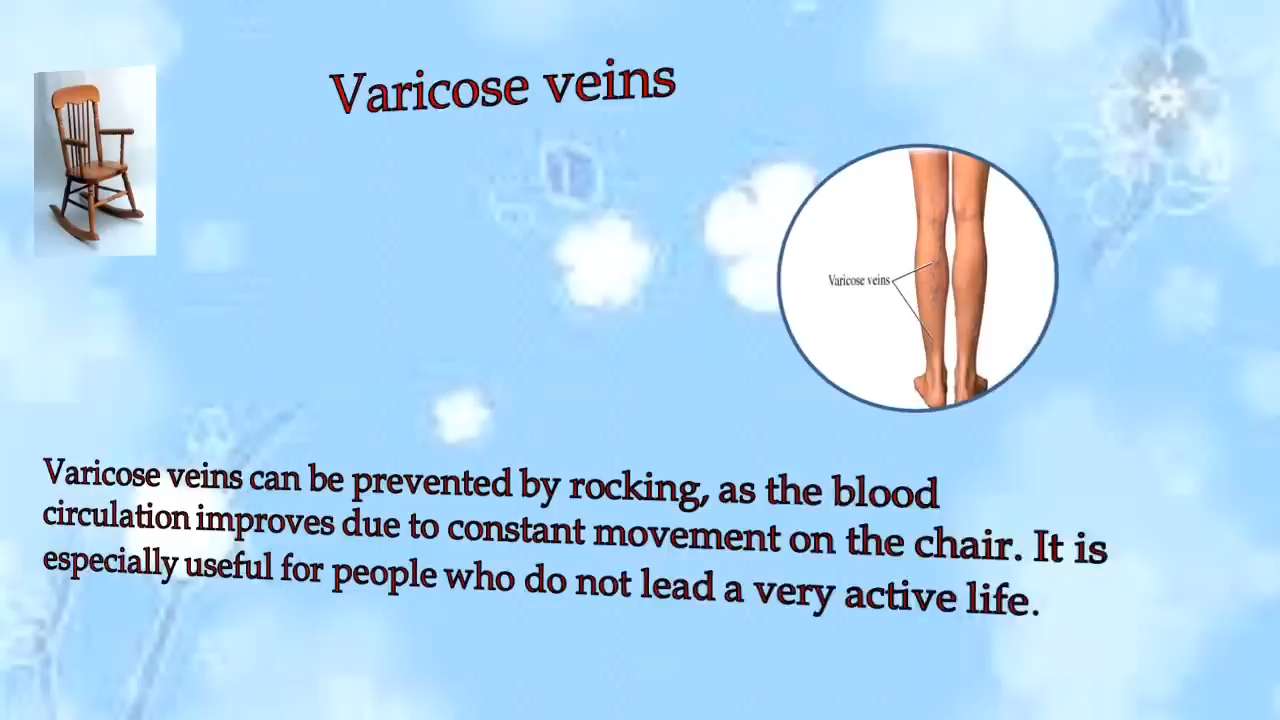 Varicose veins
Varicose veins
Varicose veins can be prevented by rocking, as the blood
circulation improves due to constant movement on the chair. It is
especially useful for people who do not lead a very active life.